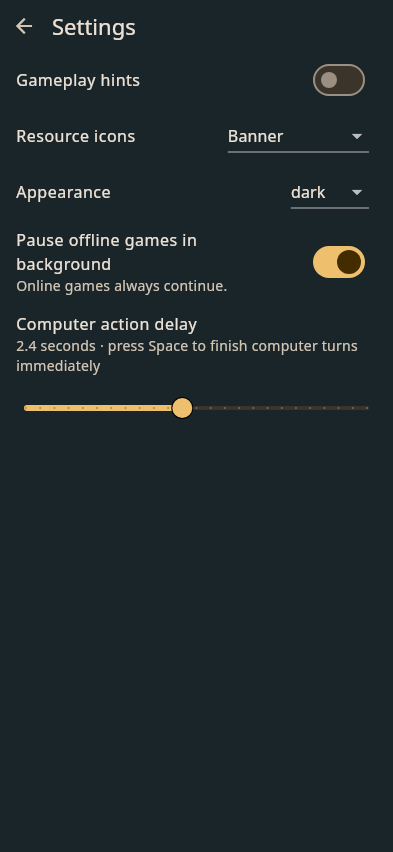 Settings
Gameplay hints
Resource icons
Banner
Appearance
dark
Pause offline games in
background
Online games always continue.
Computer action delay
2.4 seconds · press Space to finish computer turns
immediately